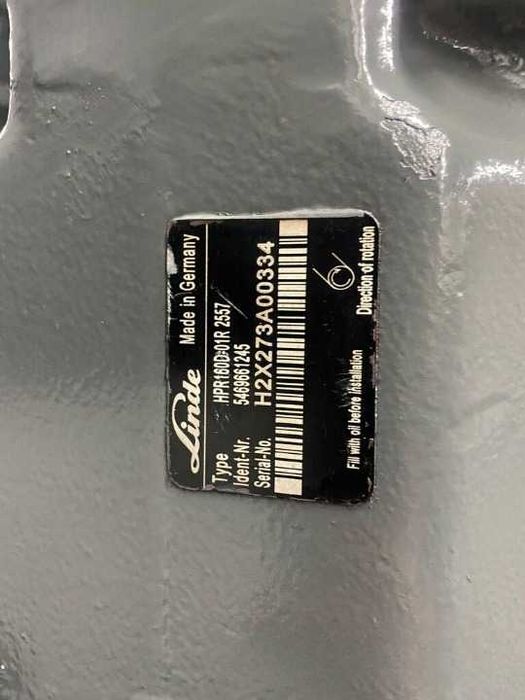 Linde Made in Germany
Type HPR160D-01R 2557
Ident-Nr. 5469661245
Serial-No. H2X273A00334
Fill with oil before installation Direction of rotation